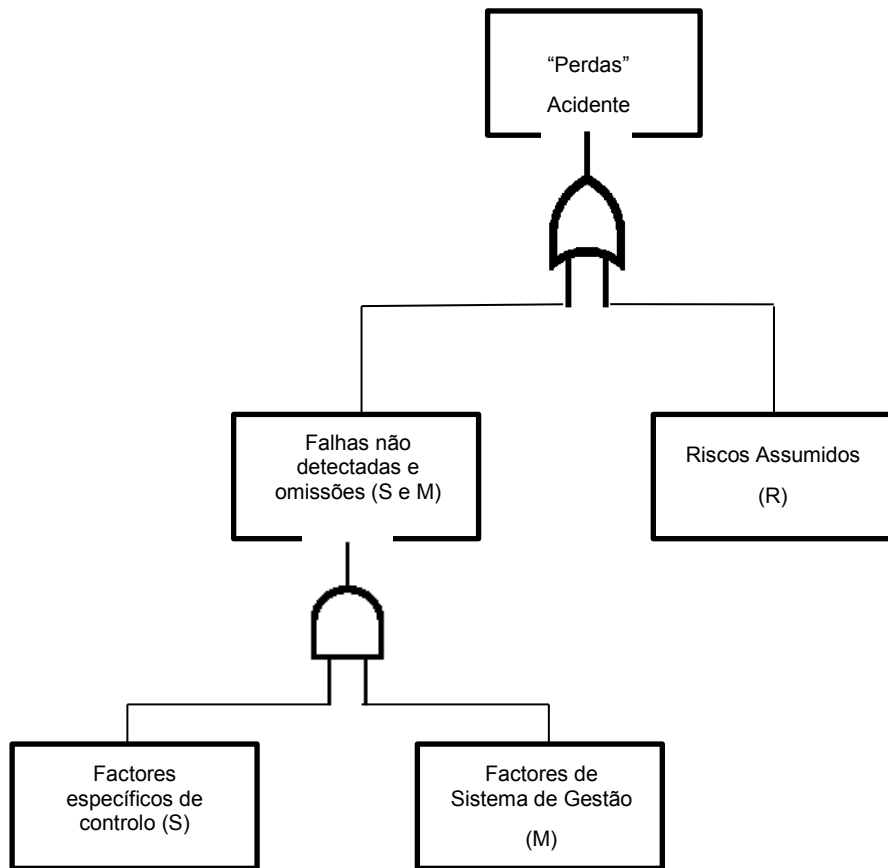 “Perdas”
Acidente
Falhas não
detectadas e
omissões (S e M)
Riscos Assumidos
(R)
Factores
específicos de
controlo (S)
Factores de
Sistema de Gestão
(M)